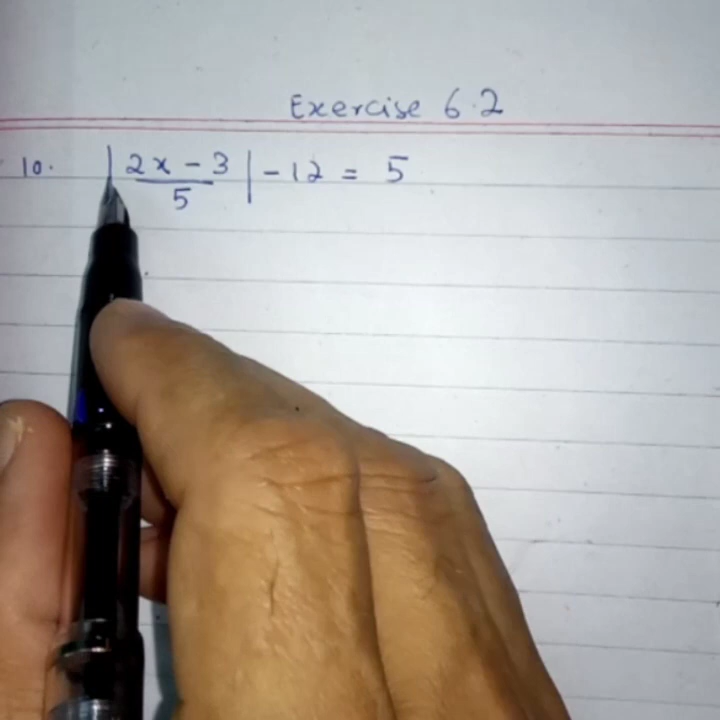 Exercise 6.2
10. | 2x - 3 / 5 | - 12 = 5